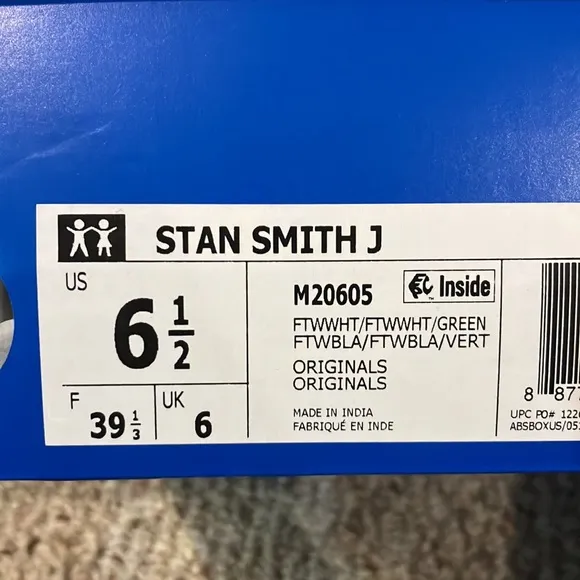 STAN SMITH J
US
6 1/2
F
39 1/3
UK
6
M20605
Inside
FTWWHT/FTWWHT/GREEN
FTWBLA/FTWBLA/VERT
ORIGINALS
ORIGINALS
MADE IN INDIA
FABRIQUÉ EN INDE
8 877
UPC PO# 122
ABSBOXUS/05